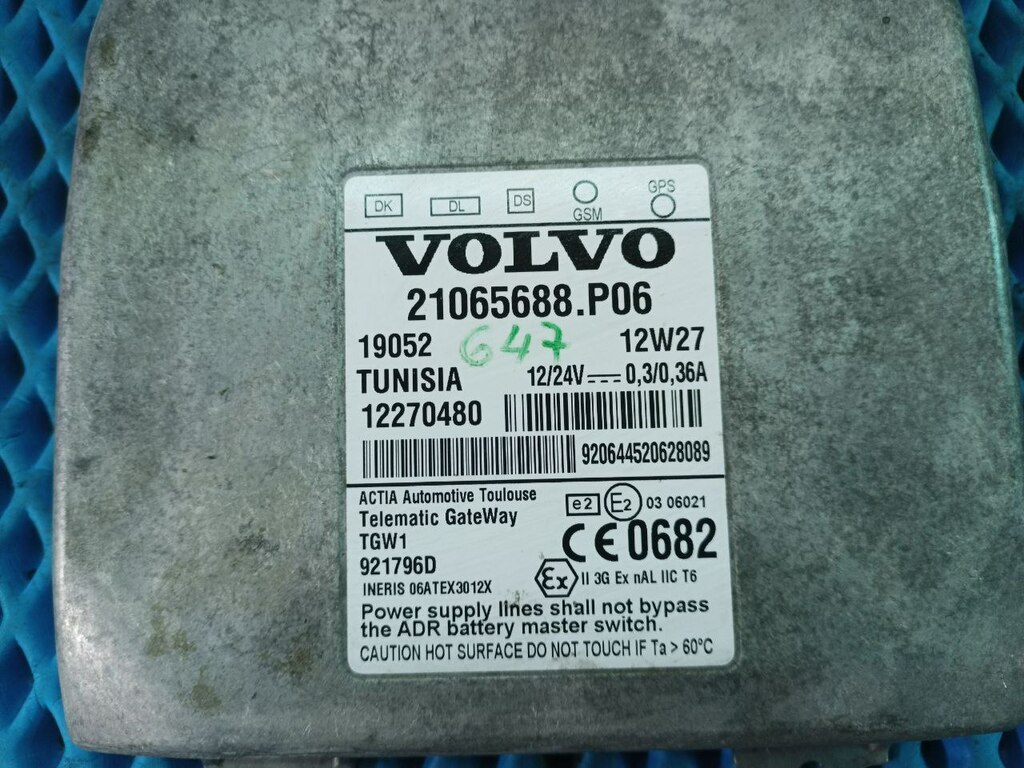 DK DL DS GSM GPS
VOLVO
21065688.P06
19052 647 12W27
TUNISIA 12/24V 0,3/0,36A
12270480
920644520628089
ACTIA Automotive Toulouse
Telematic GateWay e2 E2 03 06021
TGW1 CE0682
921796D
INERIS 06ATEX3012X Ex II 3G Ex nAL IIC T6
Power supply lines shall not bypass
the ADR battery master switch.
CAUTION HOT SURFACE DO NOT TOUCH IF Ta > 60°C